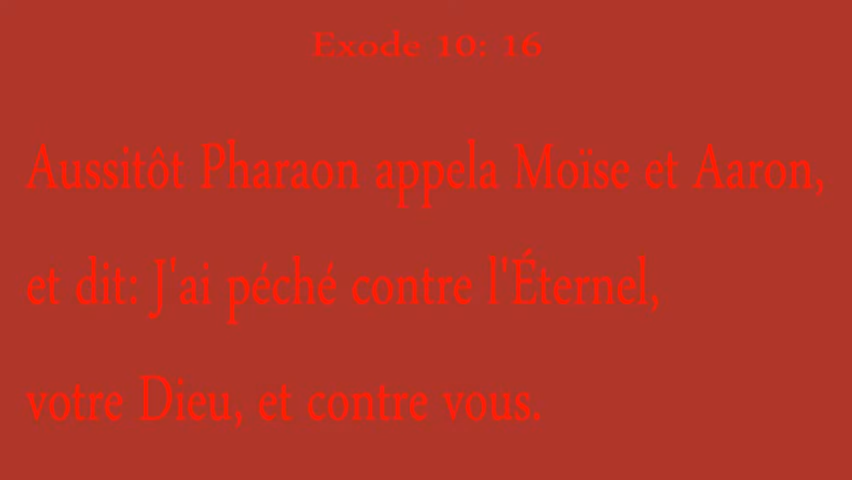 Exode 10: 16
Aussitôt Pharaon appela Moïse et Aaron,
et dit: J'ai péché contre l'Éternel,
votre Dieu, et contre vous.